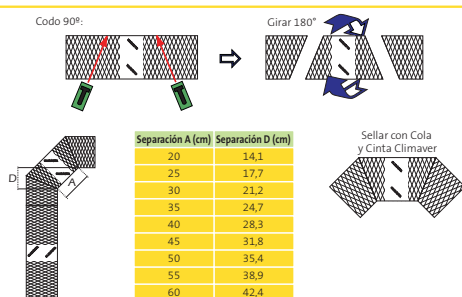 Codo 90º:
Girar 180°
Separación A (cm) Separación D (cm)
20 14,1
25 17,7
30 21,2
35 24,7
40 28,3
45 31,8
50 35,4
55 38,9
60 42,4
Sellar con Cola
y Cinta Climaver
D
A